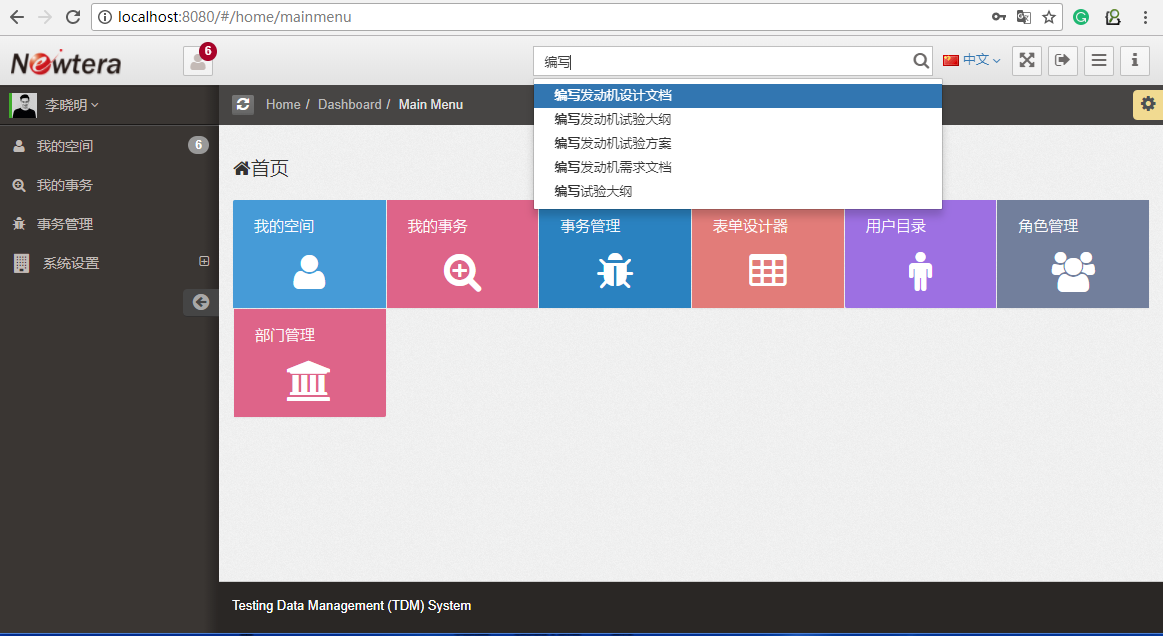 localhost:8080/#/home/mainmenu
Newtera
6
编写
中文
李晓明
Home / Dashboard / Main Menu
编写发动机设计文档
编写发动机试验大纲
编写发动机试验方案
编写发动机需求文档
编写试验大纲
我的空间
6
我的事务
事务管理
系统设置
首页
我的空间
我的事务
事务管理
表单设计器
用户目录
角色管理
部门管理
Testing Data Management (TDM) System